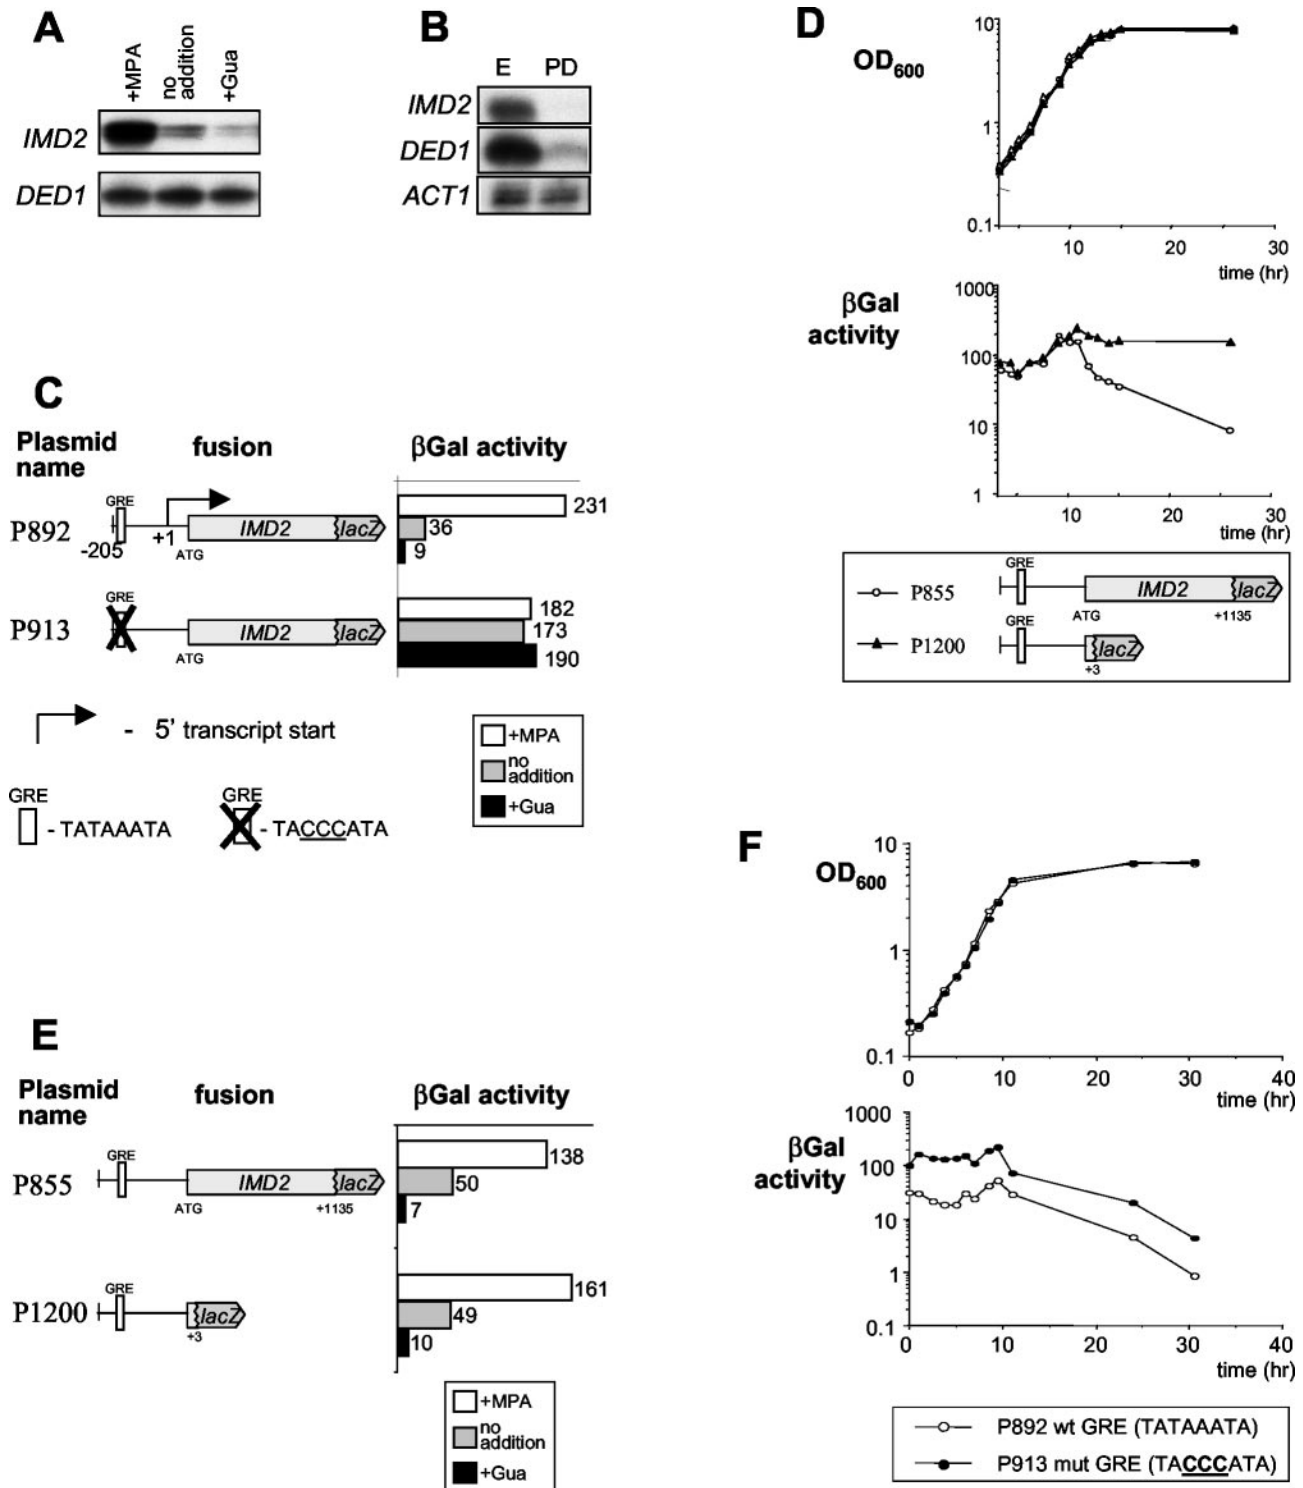 A
+MPA
no addition
+Gua
IMD2
DED1
B
E PD
IMD2
DED1
ACT1
C
Plasmid name
fusion
βGal activity
P892
GRE
-205
+1
ATG
IMD2
lacZ
231
36
9
P913
GRE
ATG
IMD2
lacZ
182
173
190
- 5' transcript start
GRE
- TATAAATA
GRE
- TACCCATA
+MPA
no addition
+Gua
D
OD600
10
1
0.1
10 20 30
time (hr)
βGal activity
1000
100
10
1
10 20 30
time (hr)
P855
GRE
IMD2
lacZ
ATG
+1135
P1200
GRE
lacZ
+3
E
Plasmid name
fusion
βGal activity
P855
GRE
IMD2
lacZ
ATG
+1135
138
50
7
P1200
GRE
lacZ
+3
161
49
10
+MPA
no addition
+Gua
F
OD600
10
1
0.1
0 10 20 30 40
time (hr)
βGal activity
1000
100
10
1
0.1
0 10 20 30 40
time (hr)
P892 wt GRE (TATAAATA)
P913 mut GRE (TACCCATA)